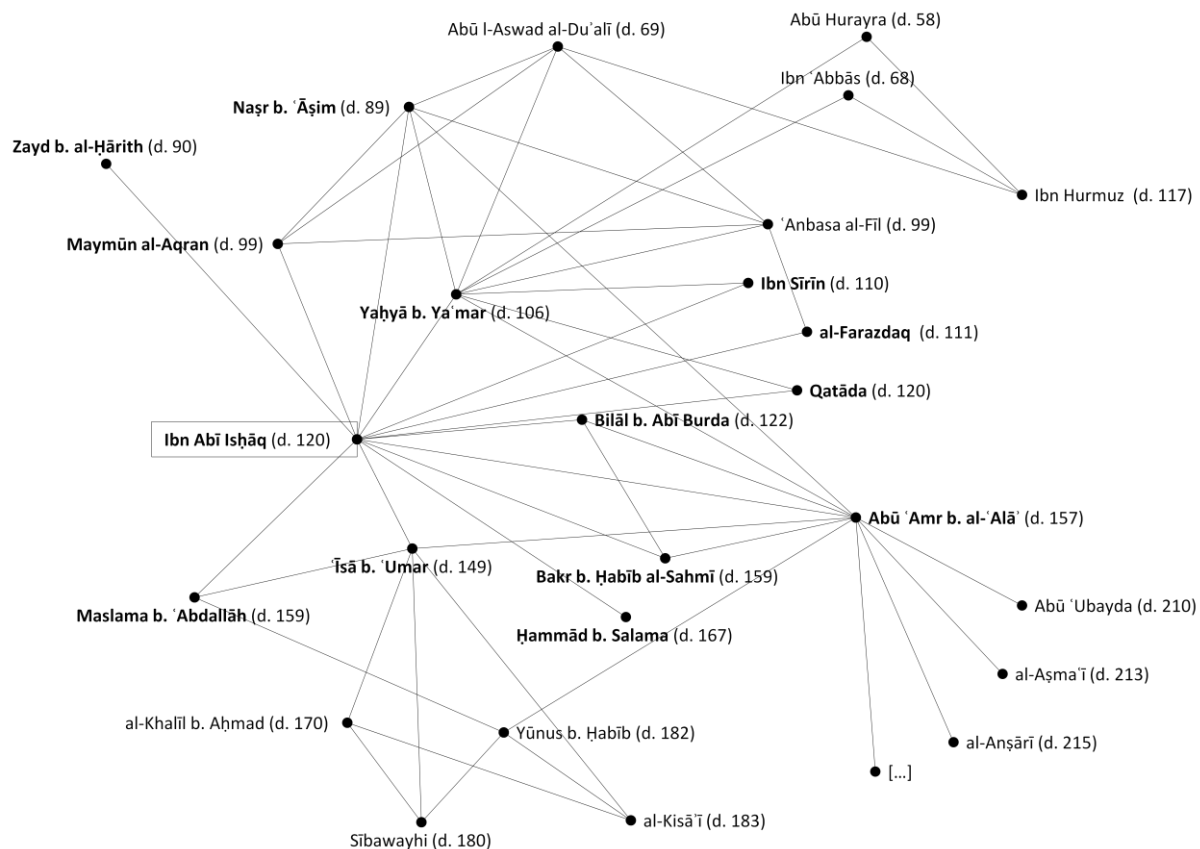 Abū Hurayra (d. 58)
Abū l-Aswad al-Duʾalī (d. 69)
Ibn ʿAbbās (d. 68)
Naṣr b. ʿĀṣim (d. 89)
Zayd b. al-Ḥārith (d. 90)
Ibn Hurmuz (d. 117)
ʿAnbasa al-Fīl (d. 99)
Maymūn al-Aqran (d. 99)
Ibn Sīrīn (d. 110)
Yaḥyā b. Yaʿmar (d. 106)
al-Farazdaq (d. 111)
Qatāda (d. 120)
Bilāl b. Abī Burda (d. 122)
Ibn Abī Isḥāq (d. 120)
Abū ʿAmr b. al-ʿAlāʾ (d. 157)
ʿĪsā b. ʿUmar (d. 149)
Bakr b. Ḥabīb al-Sahmī (d. 159)
Abū ʿUbayda (d. 210)
Maslama b. ʿAbdallāh (d. 159)
Ḥammād b. Salama (d. 167)
al-Aṣmaʿī (d. 213)
al-Khalīl b. Aḥmad (d. 170)
Yūnus b. Ḥabīb (d. 182)
al-Anṣārī (d. 215)
[...]
al-Kisāʾī (d. 183)
Sībawayhi (d. 180)